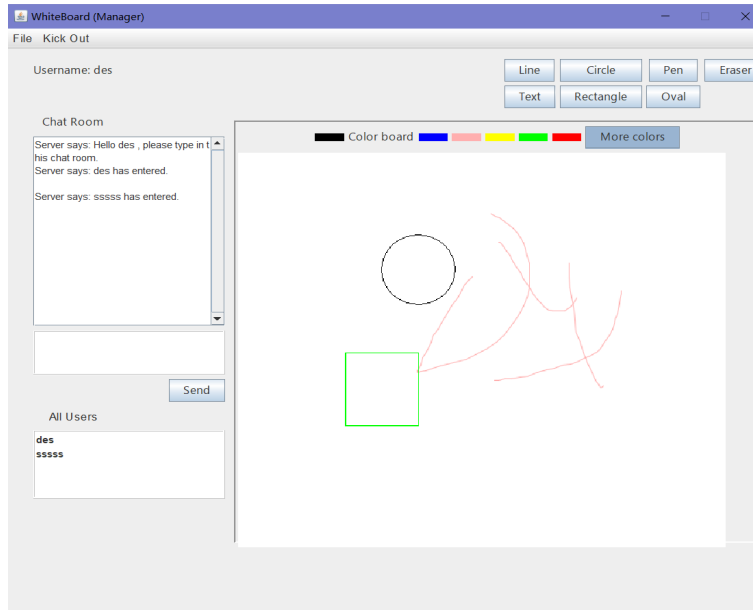 WhiteBoard (Manager)
File Kick Out
Username: des
Line Circle Pen Eraser
Text Rectangle Oval
Chat Room
Color board More colors
Server says: Hello des , please type in t
his chat room.
Server says: des has entered.
Server says: sssss has entered.
Send
All Users
des
sssss